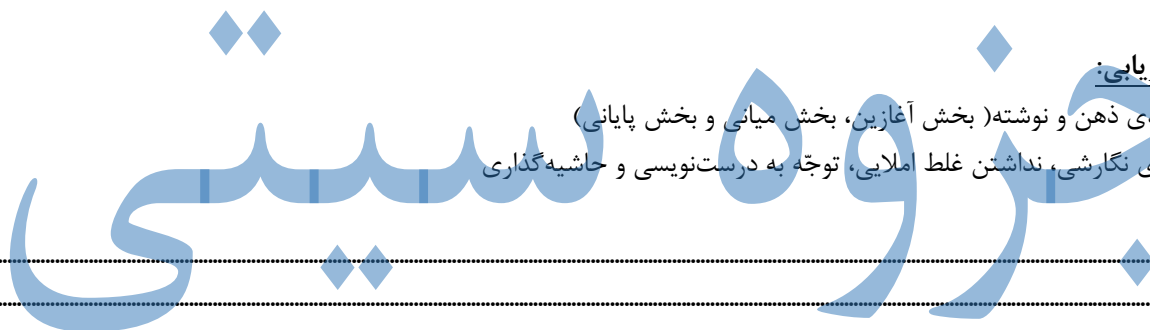 یابی:
ی ذهن و نوشته( بخش آغازین، بخش میانی و بخش پایانی)
ی نگارشی، نداشتن غلط املایی، توجّه به درست‌نویسی و حاشیه‌گذاری
جزوه سیتی